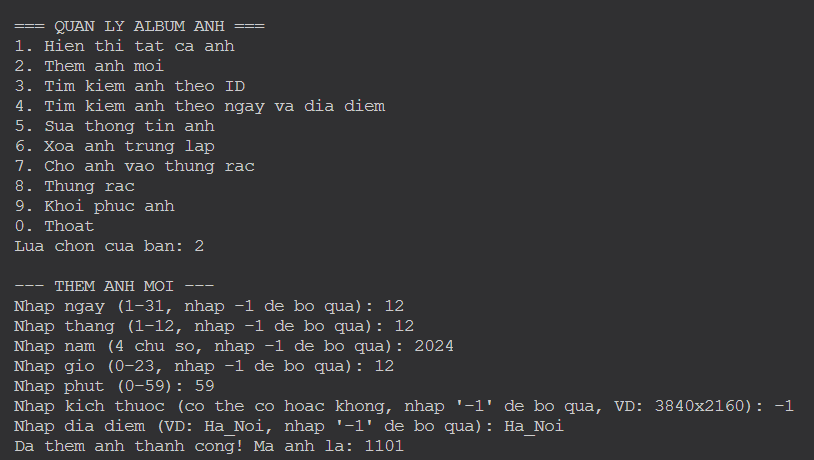 === QUAN LY ALBUM ANH ===
1. Hien thi tat ca anh
2. Them anh moi
3. Tim kiem anh theo ID
4. Tim kiem anh theo ngay va dia diem
5. Sua thong tin anh
6. Xoa anh trung lap
7. Cho anh vao thung rac
8. Thung rac
9. Khoi phuc anh
0. Thoat
Lua chon cua ban: 2
--- THEM ANH MOI ---
Nhap ngay (1-31, nhap -1 de bo qua): 12
Nhap thang (1-12, nhap -1 de bo qua): 12
Nhap nam (4 chu so, nhap -1 de bo qua): 2024
Nhap gio (0-23, nhap -1 de bo qua): 12
Nhap phut (0-59): 59
Nhap kich thuoc (co the co hoac khong, nhap '-1' de bo qua, VD: 3840x2160): -1
Nhap dia diem (VD: Ha_Noi, nhap '-1' de bo qua): Ha_Noi
Da them anh thanh cong! Ma anh la: 1101